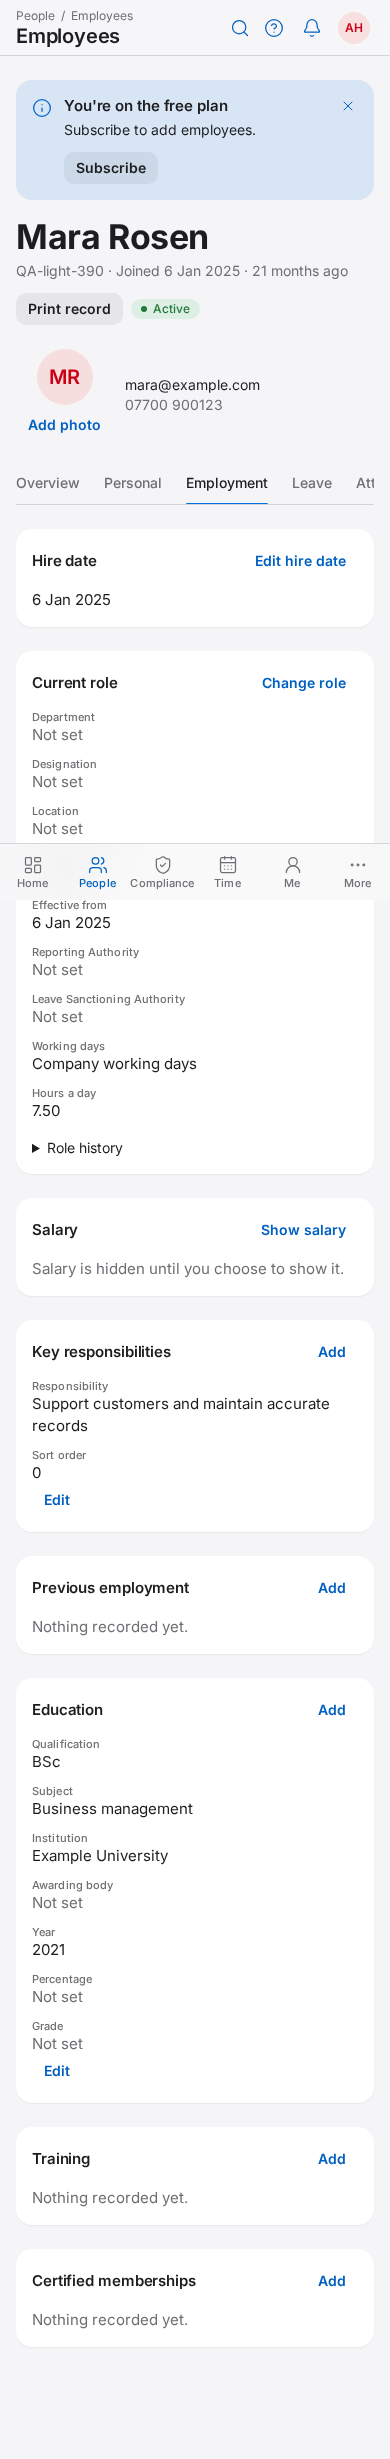 People / Employees
Employees
AH
You're on the free plan
Subscribe to add employees.
Subscribe
Mara Rosen
QA-light-390 · Joined 6 Jan 2025 · 21 months ago
Print record
Active
MR
Add photo
mara@example.com
07700 900123
Overview Personal Employment Leave Att
Hire date
Edit hire date
6 Jan 2025
Current role
Change role
Department
Not set
Designation
Not set
Location
Not set
Home People Compliance Time Me More
Effective from
6 Jan 2025
Reporting Authority
Not set
Leave Sanctioning Authority
Not set
Working days
Company working days
Hours a day
7.50
Role history
Salary
Show salary
Salary is hidden until you choose to show it.
Key responsibilities
Add
Responsibility
Support customers and maintain accurate
records
Sort order
0
Edit
Previous employment
Add
Nothing recorded yet.
Education
Add
Qualification
BSc
Subject
Business management
Institution
Example University
Awarding body
Not set
Year
2021
Percentage
Not set
Grade
Not set
Edit
Training
Add
Nothing recorded yet.
Certified memberships
Add
Nothing recorded yet.